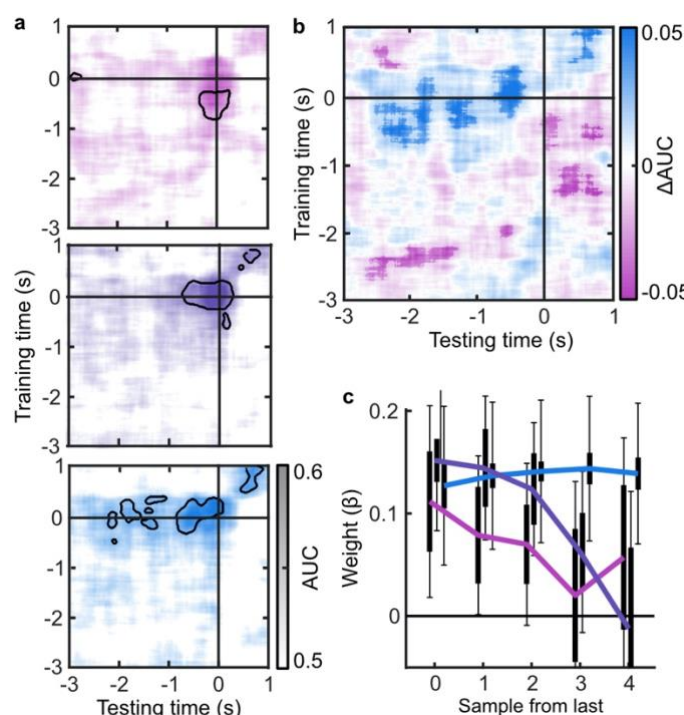 a
1
0
-1
-2
-3
1
0
-1
-2
-3
Training time (s)
1
0
-1
-2
-3
-3 -2 -1 0 1
Testing time (s)
0.6
AUC
0.5
b
1
0
-1
-2
-3
Training time (s)
-3 -2 -1 0 1
Testing time (s)
0.05
0
ΔAUC
-0.05
c
0.2
0.1
0
Weight (β)
0 1 2 3 4
Sample from last